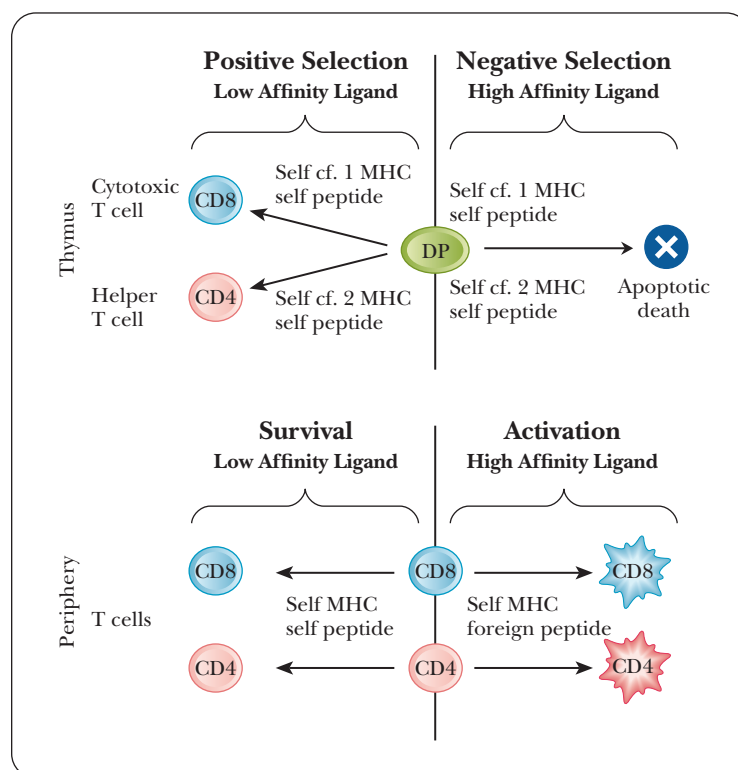 Positive Selection
Low Affinity Ligand
Negative Selection
High Affinity Ligand
Thymus
Cytotoxic
T cell
CD8
Self cf. 1 MHC
self peptide
Self cf. 1 MHC
self peptide
DP
Helper
T cell
CD4
Self cf. 2 MHC
self peptide
Self cf. 2 MHC
self peptide
Apoptotic
death
Survival
Low Affinity Ligand
Activation
High Affinity Ligand
Periphery
T cells
CD8
CD8
CD8
Self MHC
self peptide
Self MHC
foreign peptide
CD4
CD4
CD4